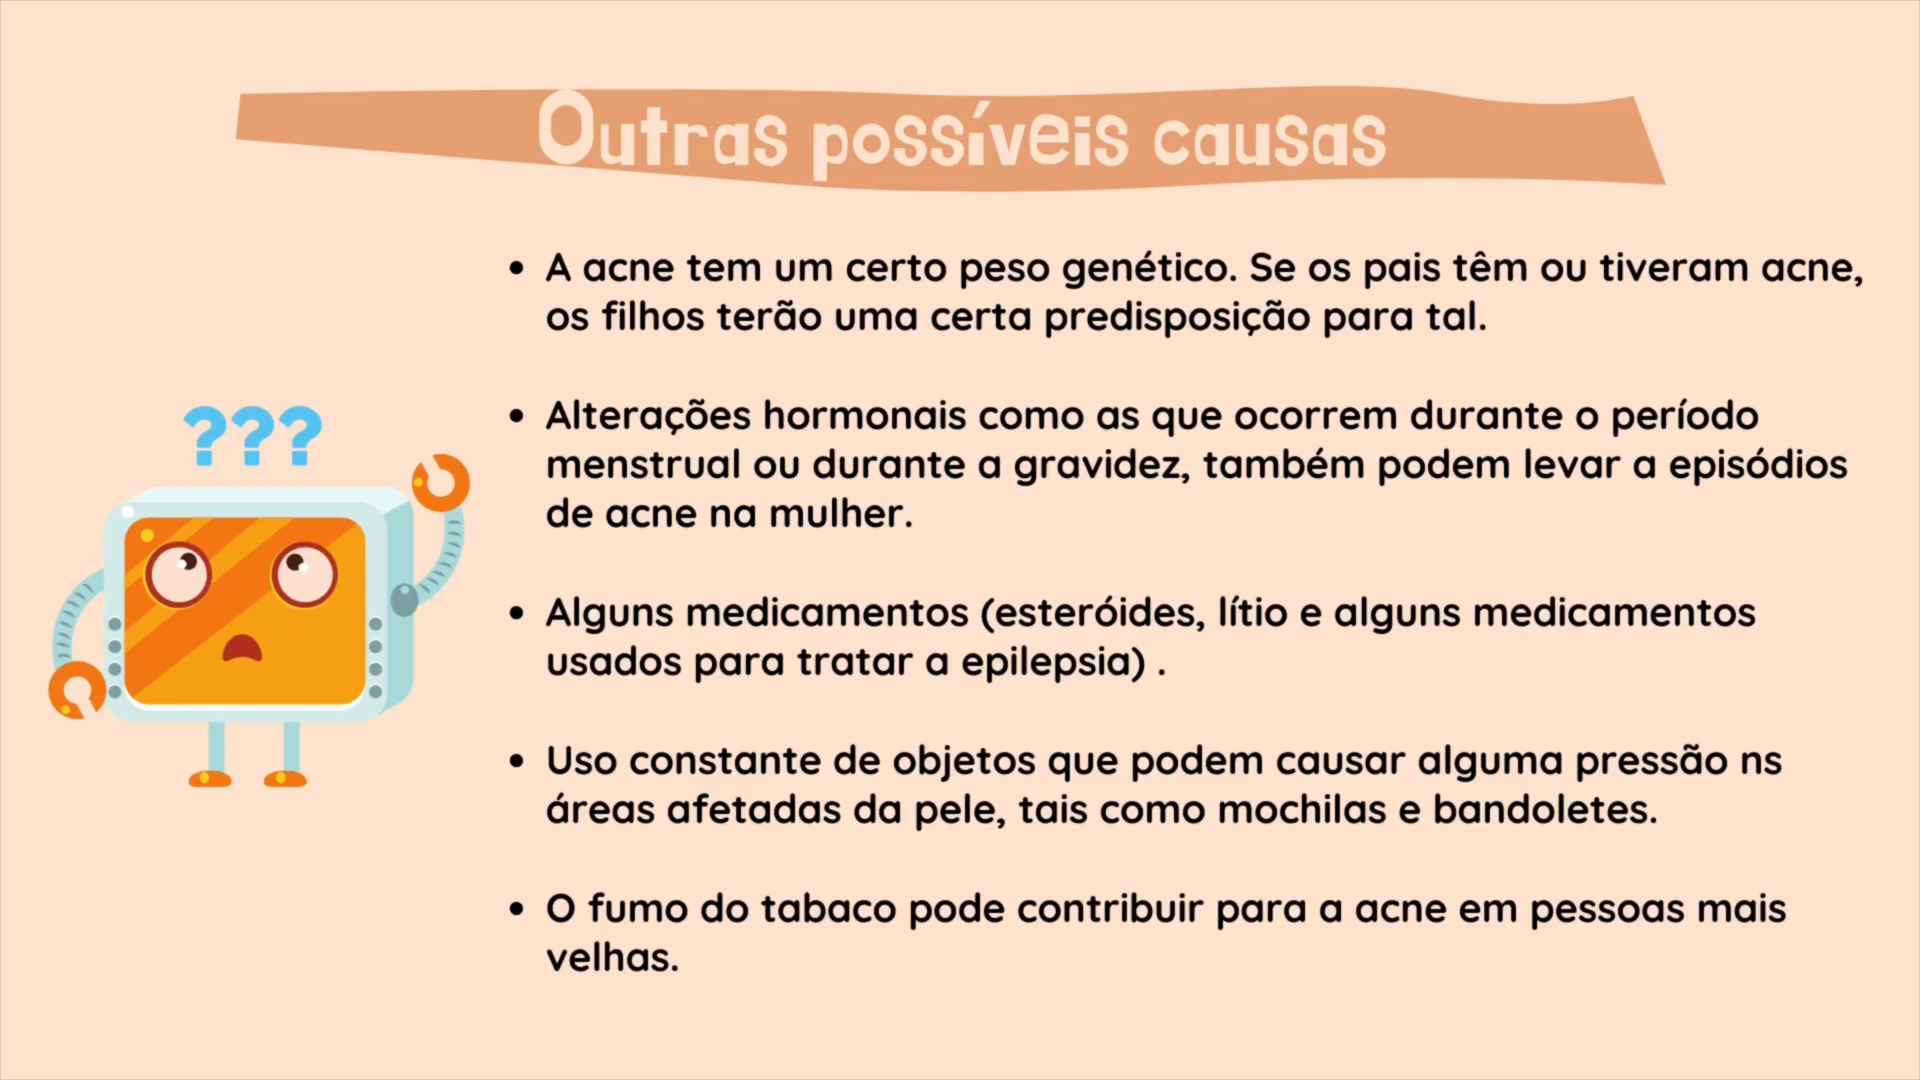 Outras possíveis causas
???
• A acne tem um certo peso genético. Se os pais têm ou tiveram acne,
os filhos terão uma certa predisposição para tal.
• Alterações hormonais como as que ocorrem durante o período
menstrual ou durante a gravidez, também podem levar a episódios
de acne na mulher.
• Alguns medicamentos (esteróides, lítio e alguns medicamentos
usados para tratar a epilepsia) .
• Uso constante de objetos que podem causar alguma pressão ns
áreas afetadas da pele, tais como mochilas e bandoletes.
• O fumo do tabaco pode contribuir para a acne em pessoas mais
velhas.